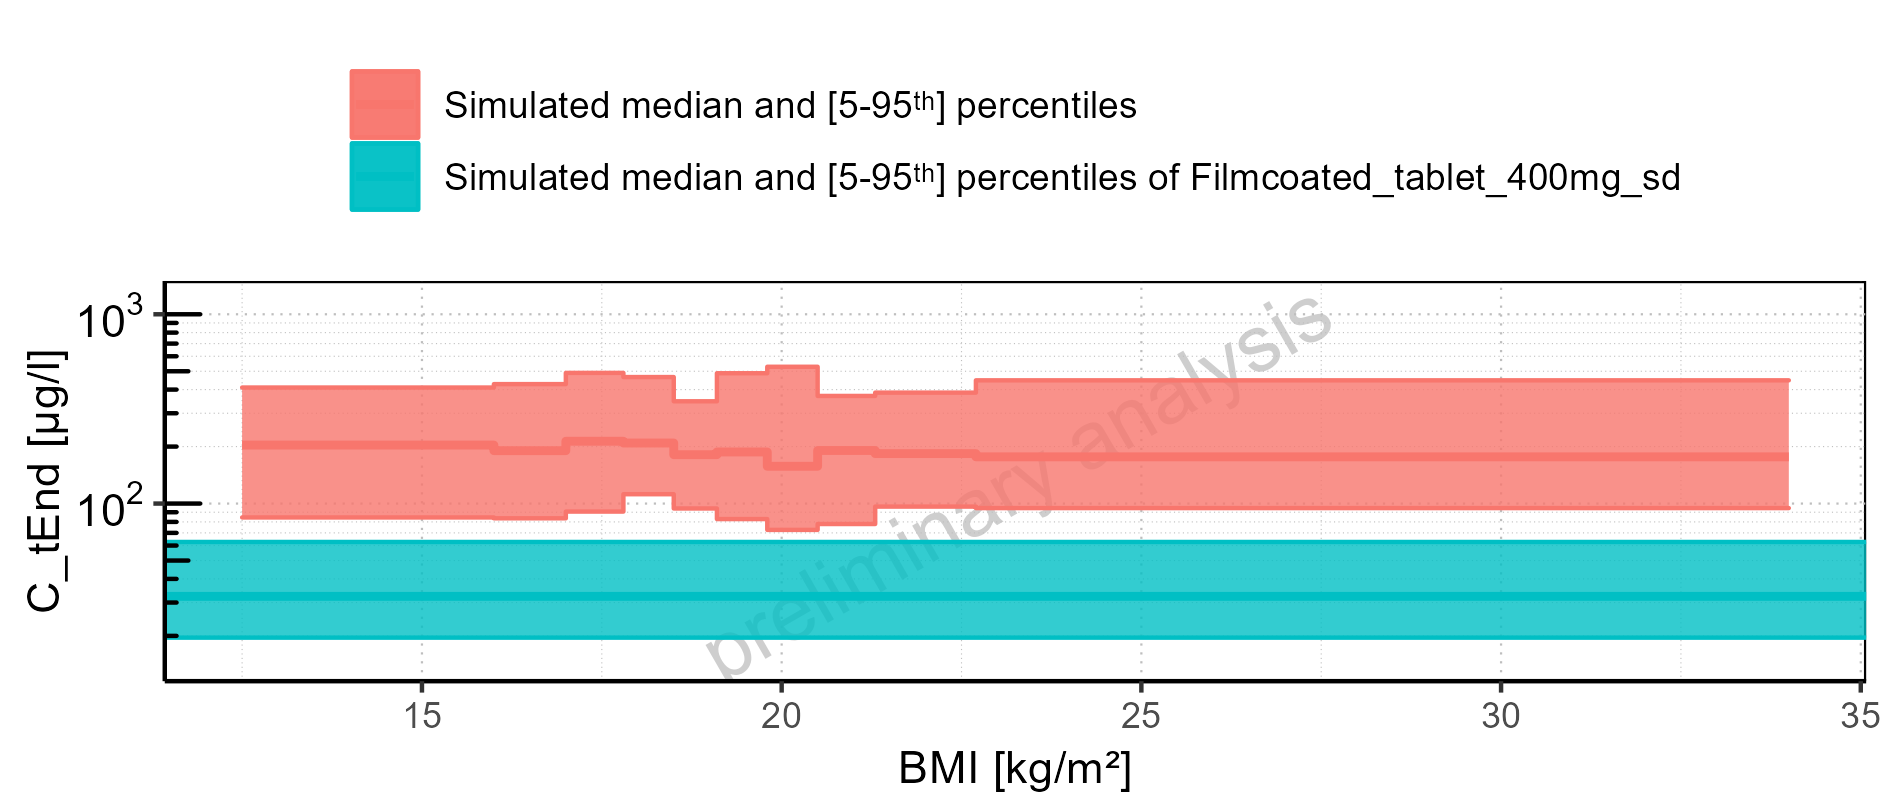 Simulated median and [5-95ᵗʰ] percentiles
Simulated median and [5-95ᵗʰ] percentiles of Filmcoated_tablet_400mg_sd
C_tEnd [µg/l]
10³
10²
preliminary analysis
15 20 25 30 35
BMI [kg/m²]